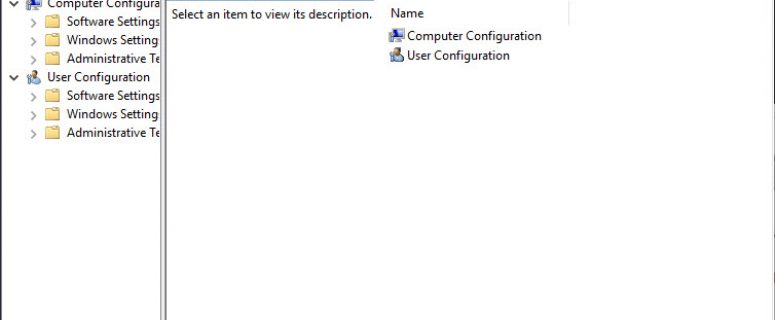 Computer Configura
Software Settings
Windows Setting
Administrative Te
User Configuration
Software Settings
Windows Setting
Administrative Te
Select an item to view its description.
Name
Computer Configuration
User Configuration